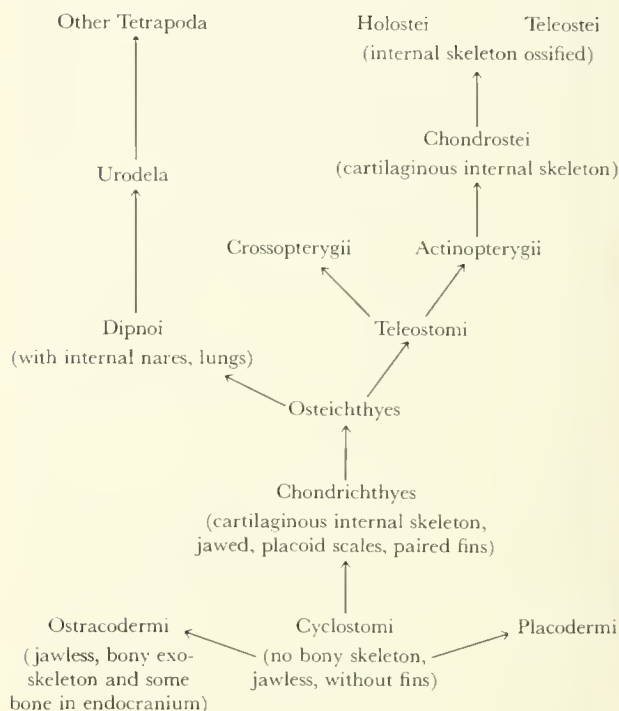 Other Tetrapoda
Holostei Teleostei
(internal skeleton ossified)
Chondrostei
(cartilaginous internal skeleton)
Urodela
Crossopterygii Actinopterygii
Dipnoi
(with internal nares, lungs)
Teleostomi
Osteichthyes
Chondrichthyes
(cartilaginous internal skeleton,
jawed, placoid scales, paired fins)
Ostracodermi
(jawless, bony exo-
skeleton and some
bone in endocranium)
Cyclostomi
(no bony skeleton,
jawless, without fins)
Placodermi